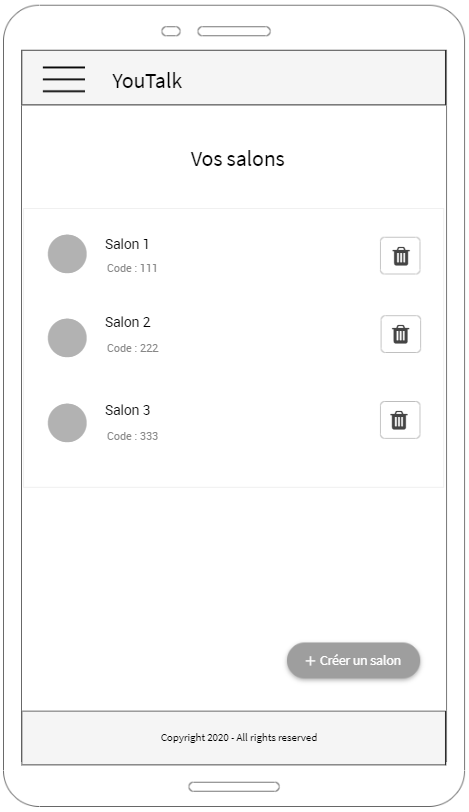 YouTalk
Vos salons
Salon 1
Code : 111
Salon 2
Code : 222
Salon 3
Code : 333
+ Créer un salon
Copyright 2020 - All rights reserved